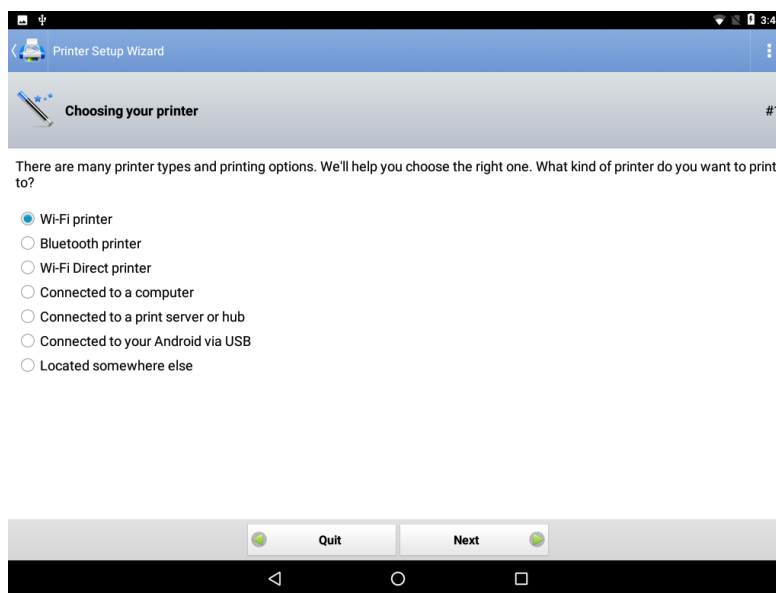 3:4
Printer Setup Wizard
Choosing your printer
#
There are many printer types and printing options. We'll help you choose the right one. What kind of printer do you want to print
to?
Wi-Fi printer
Bluetooth printer
Wi-Fi Direct printer
Connected to a computer
Connected to a print server or hub
Connected to your Android via USB
Located somewhere else
Quit
Next